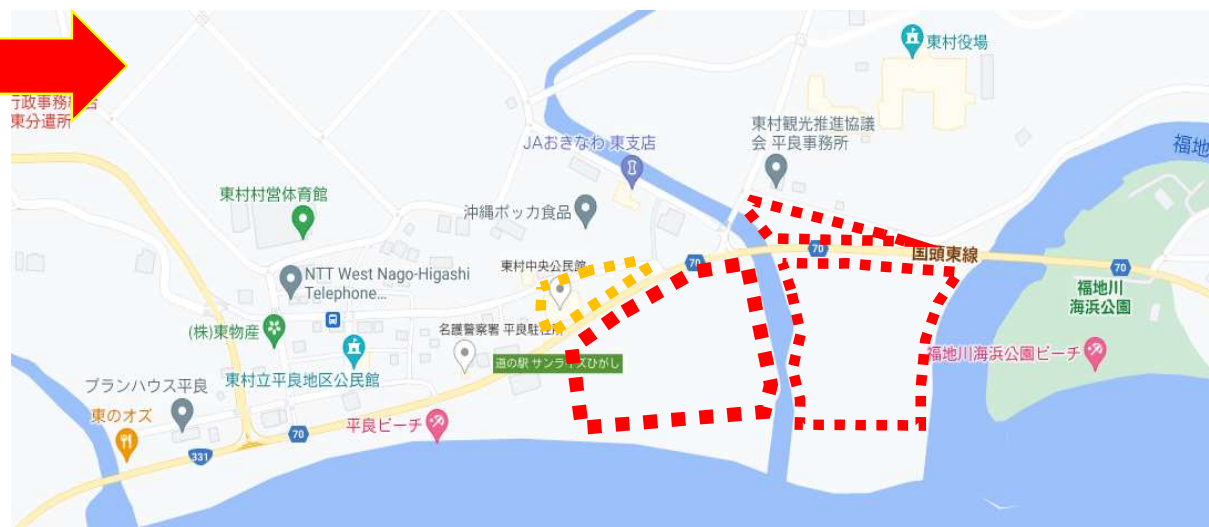 東村役場
行政事務組合
東分遣所
東村観光推進協議
会 平良事務所
JAおきなわ 東支店
福地
東村村営体育館
沖縄ポッカ食品
国頭東線
70
70
70
東村中央公民館
NTT West Nago-Higashi
Telephone...
福地川
海浜公園
(株)東物産
名護警察署 平良駐在所
道の駅 サンライズひがし
福地川海浜公園ビーチ
東村立平良地区公民館
プランハウス平良
東のオズ
平良ビーチ
70
331